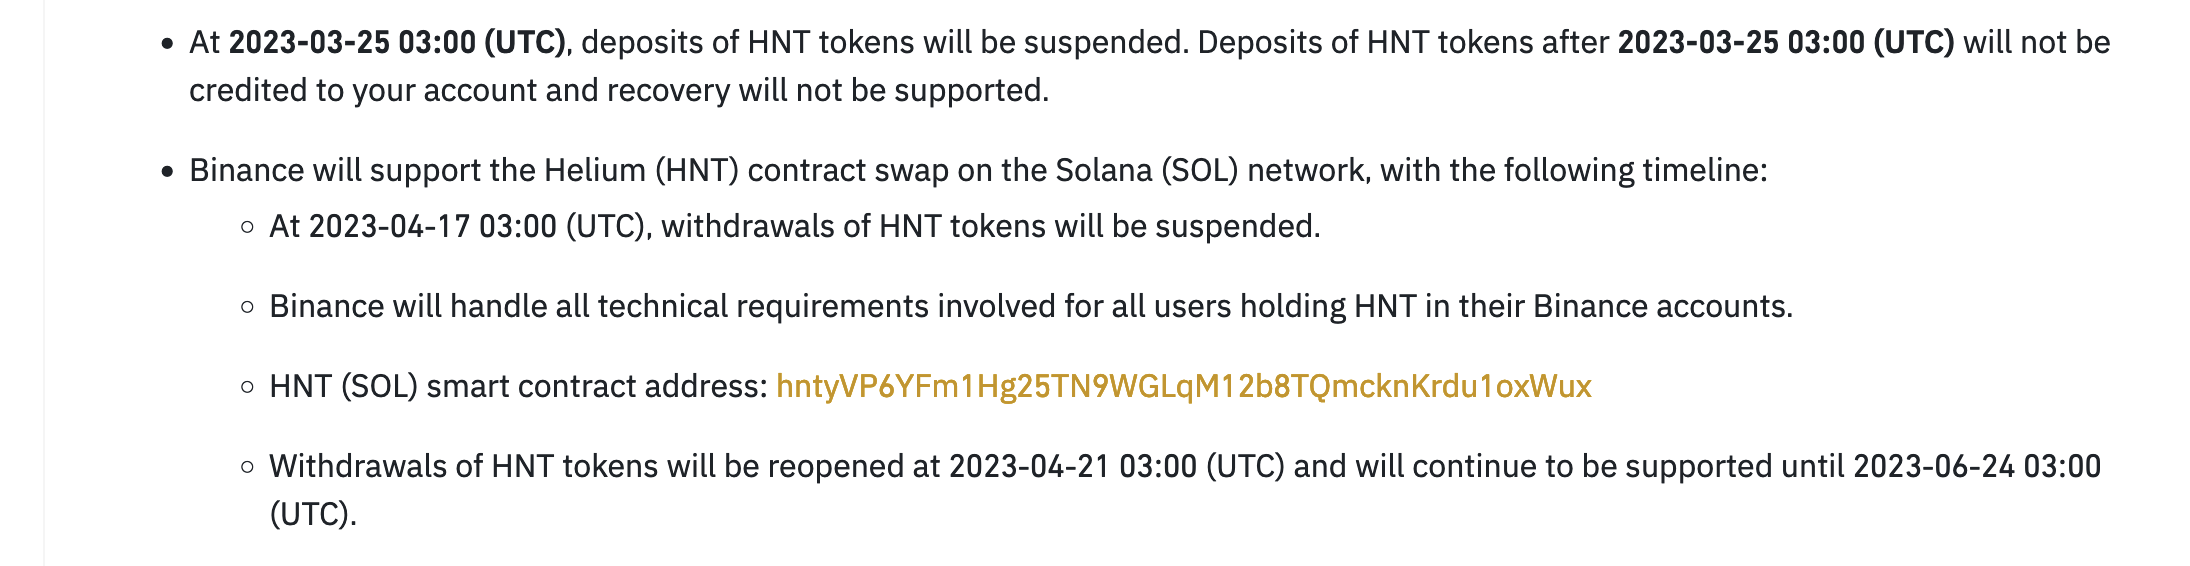 • At 2023-03-25 03:00 (UTC), deposits of HNT tokens will be suspended. Deposits of HNT tokens after 2023-03-25 03:00 (UTC) will not be
credited to your account and recovery will not be supported.
• Binance will support the Helium (HNT) contract swap on the Solana (SOL) network, with the following timeline:
◦ At 2023-04-17 03:00 (UTC), withdrawals of HNT tokens will be suspended.
◦ Binance will handle all technical requirements involved for all users holding HNT in their Binance accounts.
◦ HNT (SOL) smart contract address: hntyVP6YFm1Hg25TN9WGLqM12b8TQmcknKrdu1oxWux
◦ Withdrawals of HNT tokens will be reopened at 2023-04-21 03:00 (UTC) and will continue to be supported until 2023-06-24 03:00
(UTC).